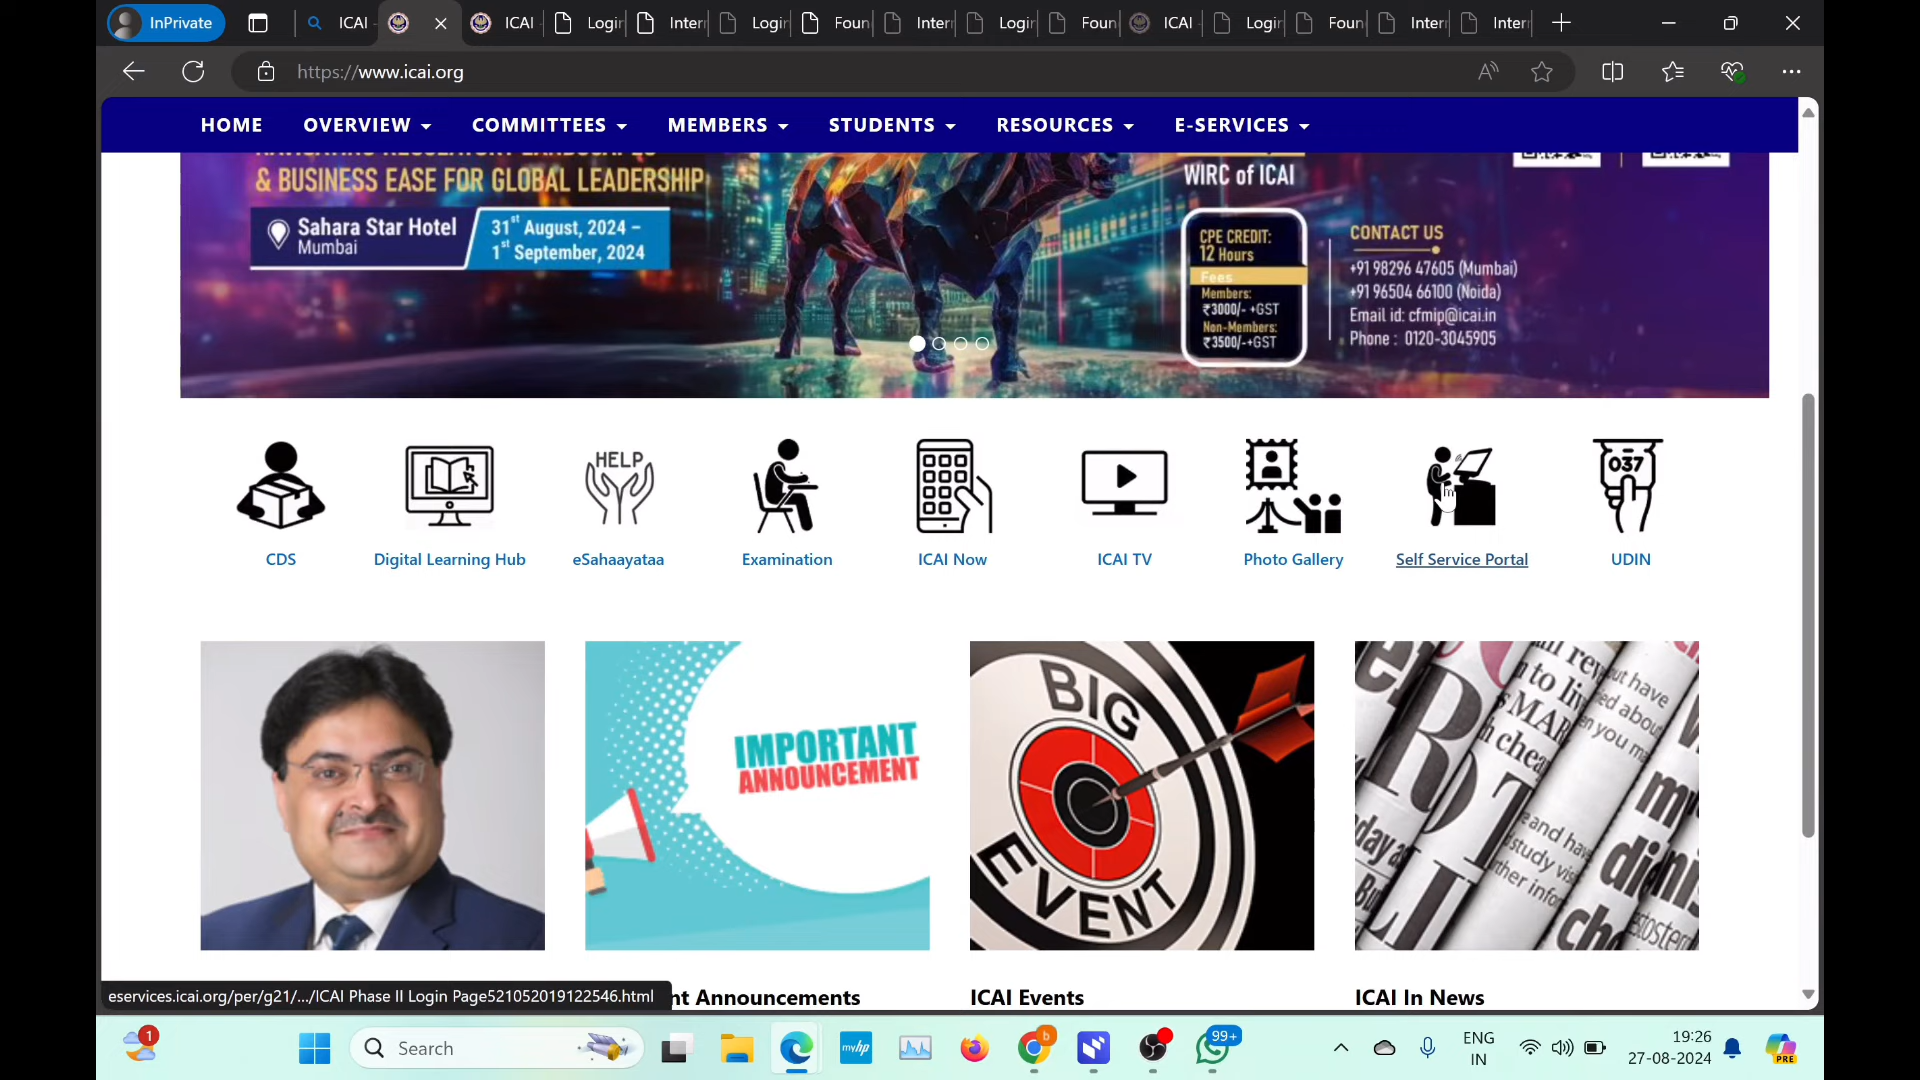 InPrivate
ICAI
ICAI
Login
Inter
Login
Foun
Inter
Login
Foun
ICAI
Login
Foun
Inter
Inter
https://www.icai.org
HOME
OVERVIEW
COMMITTEES
MEMBERS
STUDENTS
RESOURCES
E-SERVICES
& BUSINESS EASE FOR GLOBAL LEADERSHIP
Sahara Star Hotel
Mumbai
31st August, 2024 –
1st September, 2024
WIRC of ICAI
CPE CREDIT:
12 Hours
Fees
Members:
₹3000/- +GST
Non-Members:
₹3500/-+GST
CONTACT US
+91 98296 47605 (Mumbai)
+91 96504 66100 (Noida)
Email id: cfmip@icai.in
Phone : 0120-3045905
HELP
037
CDS
Digital Learning Hub
eSahaayataa
Examination
ICAI Now
ICAI TV
Photo Gallery
Self Service Portal
UDIN
IMPORTANT
ANNOUNCEMENT
BIG
EVENT
eservices.icai.org/per/g21/.../ICAI Phase II Login Page521052019122546.html
nt Announcements
ICAI Events
ICAI In News
1
Search
myhp
b
99+
ENG
IN
19:26
27-08-2024
PRE